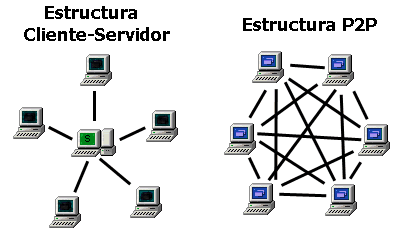 Estructura
Cliente-Servidor
Estructura P2P
S